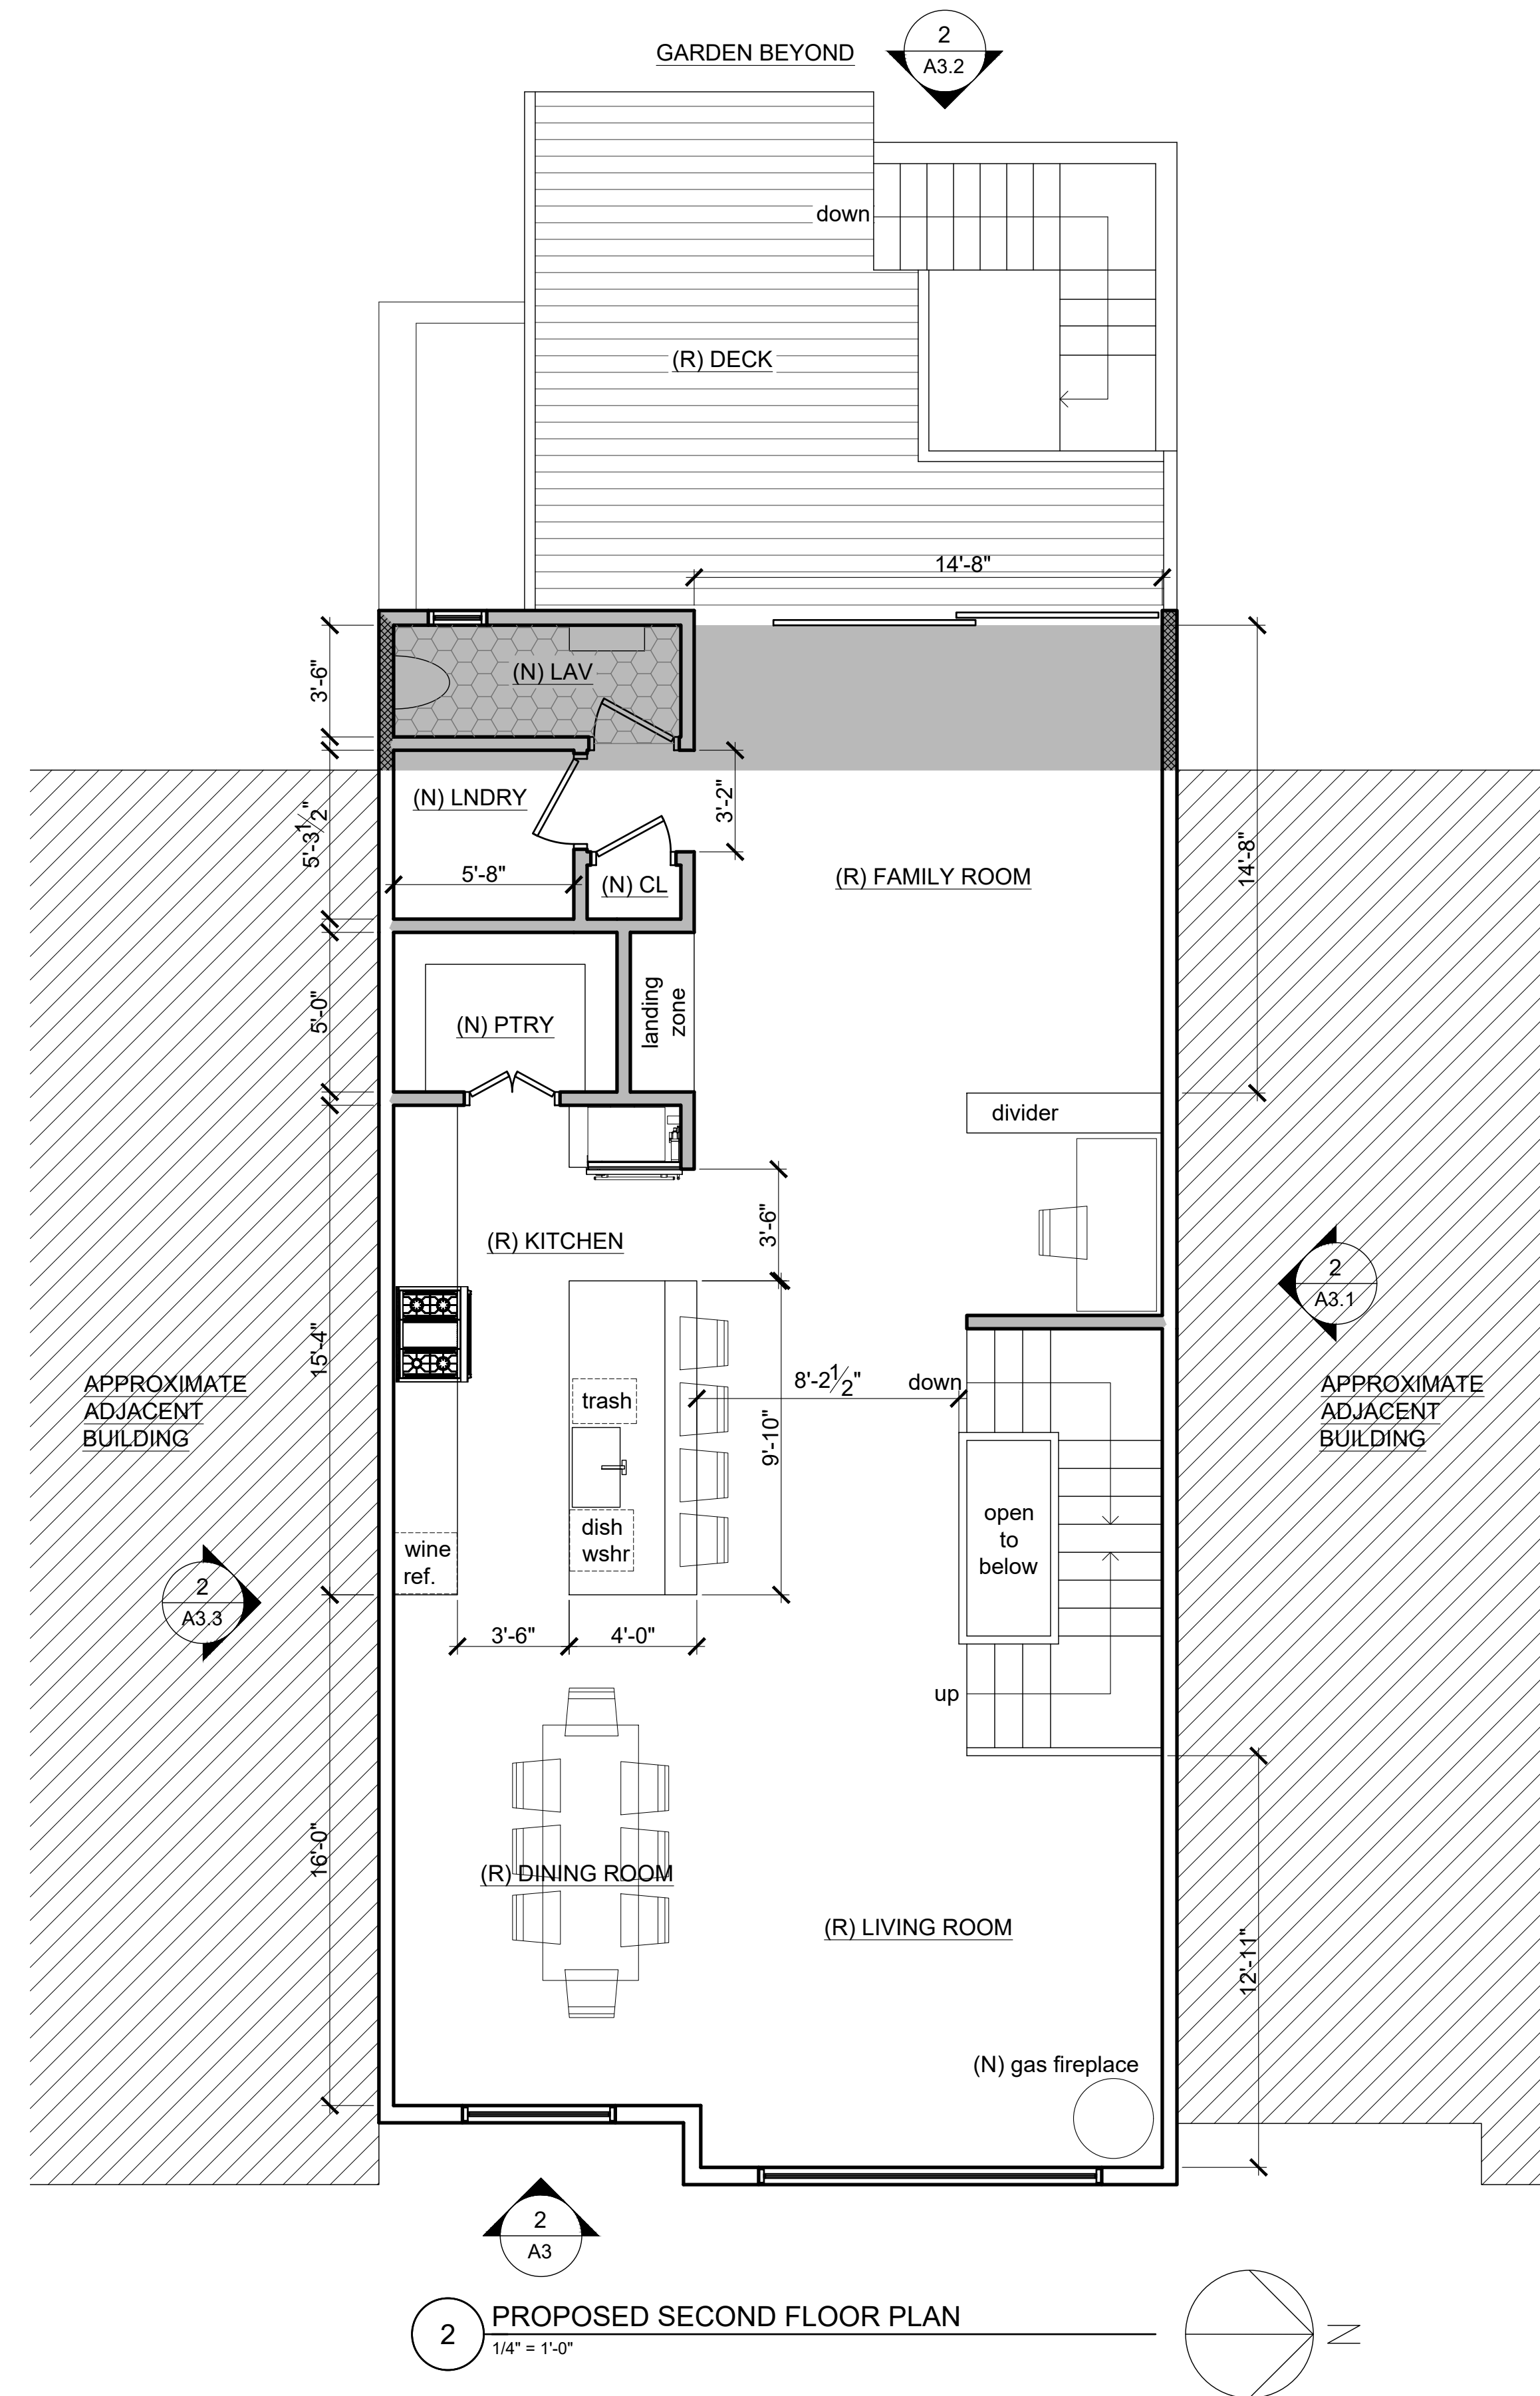 GARDEN BEYOND
2
A3.2
down
(R) DECK
14'-8"
3'-6"
(N) LAV
(N) LNDRY
3'-2"
5'-3 1/2"
5'-8"
(N) CL
(R) FAMILY ROOM
14'-8"
5'-0"
(N) PTRY
landing
zone
divider
3'-6"
(R) KITCHEN
2
A3.1
15'-4"
APPROXIMATE
ADJACENT
BUILDING
trash
8'-2 1/2"
down
9'-10"
APPROXIMATE
ADJACENT
BUILDING
dish
wshr
open
to
below
wine
ref.
2
A3.3
3'-6"
4'-0"
up
16'-0"
(R) DINING ROOM
(R) LIVING ROOM
12'-11"
(N) gas fireplace
2
A3
2
PROPOSED SECOND FLOOR PLAN
1/4" = 1'-0"
N